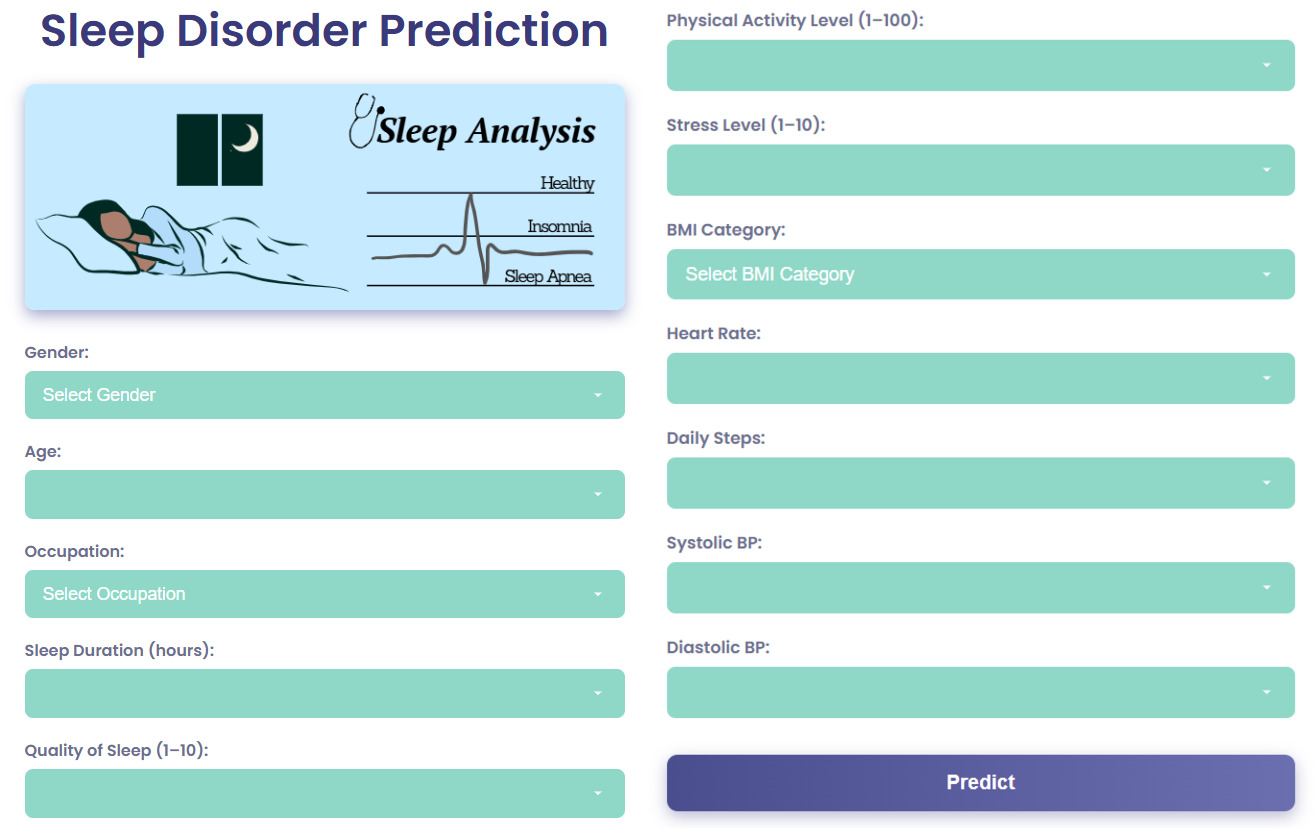 Sleep Disorder Prediction
Sleep Analysis
Healthy
Insomnia
Sleep Apnea
Gender:
Select Gender
Age:
Occupation:
Select Occupation
Sleep Duration (hours):
Quality of Sleep (1–10):
Physical Activity Level (1–100):
Stress Level (1–10):
BMI Category:
Select BMI Category
Heart Rate:
Daily Steps:
Systolic BP:
Diastolic BP:
Predict